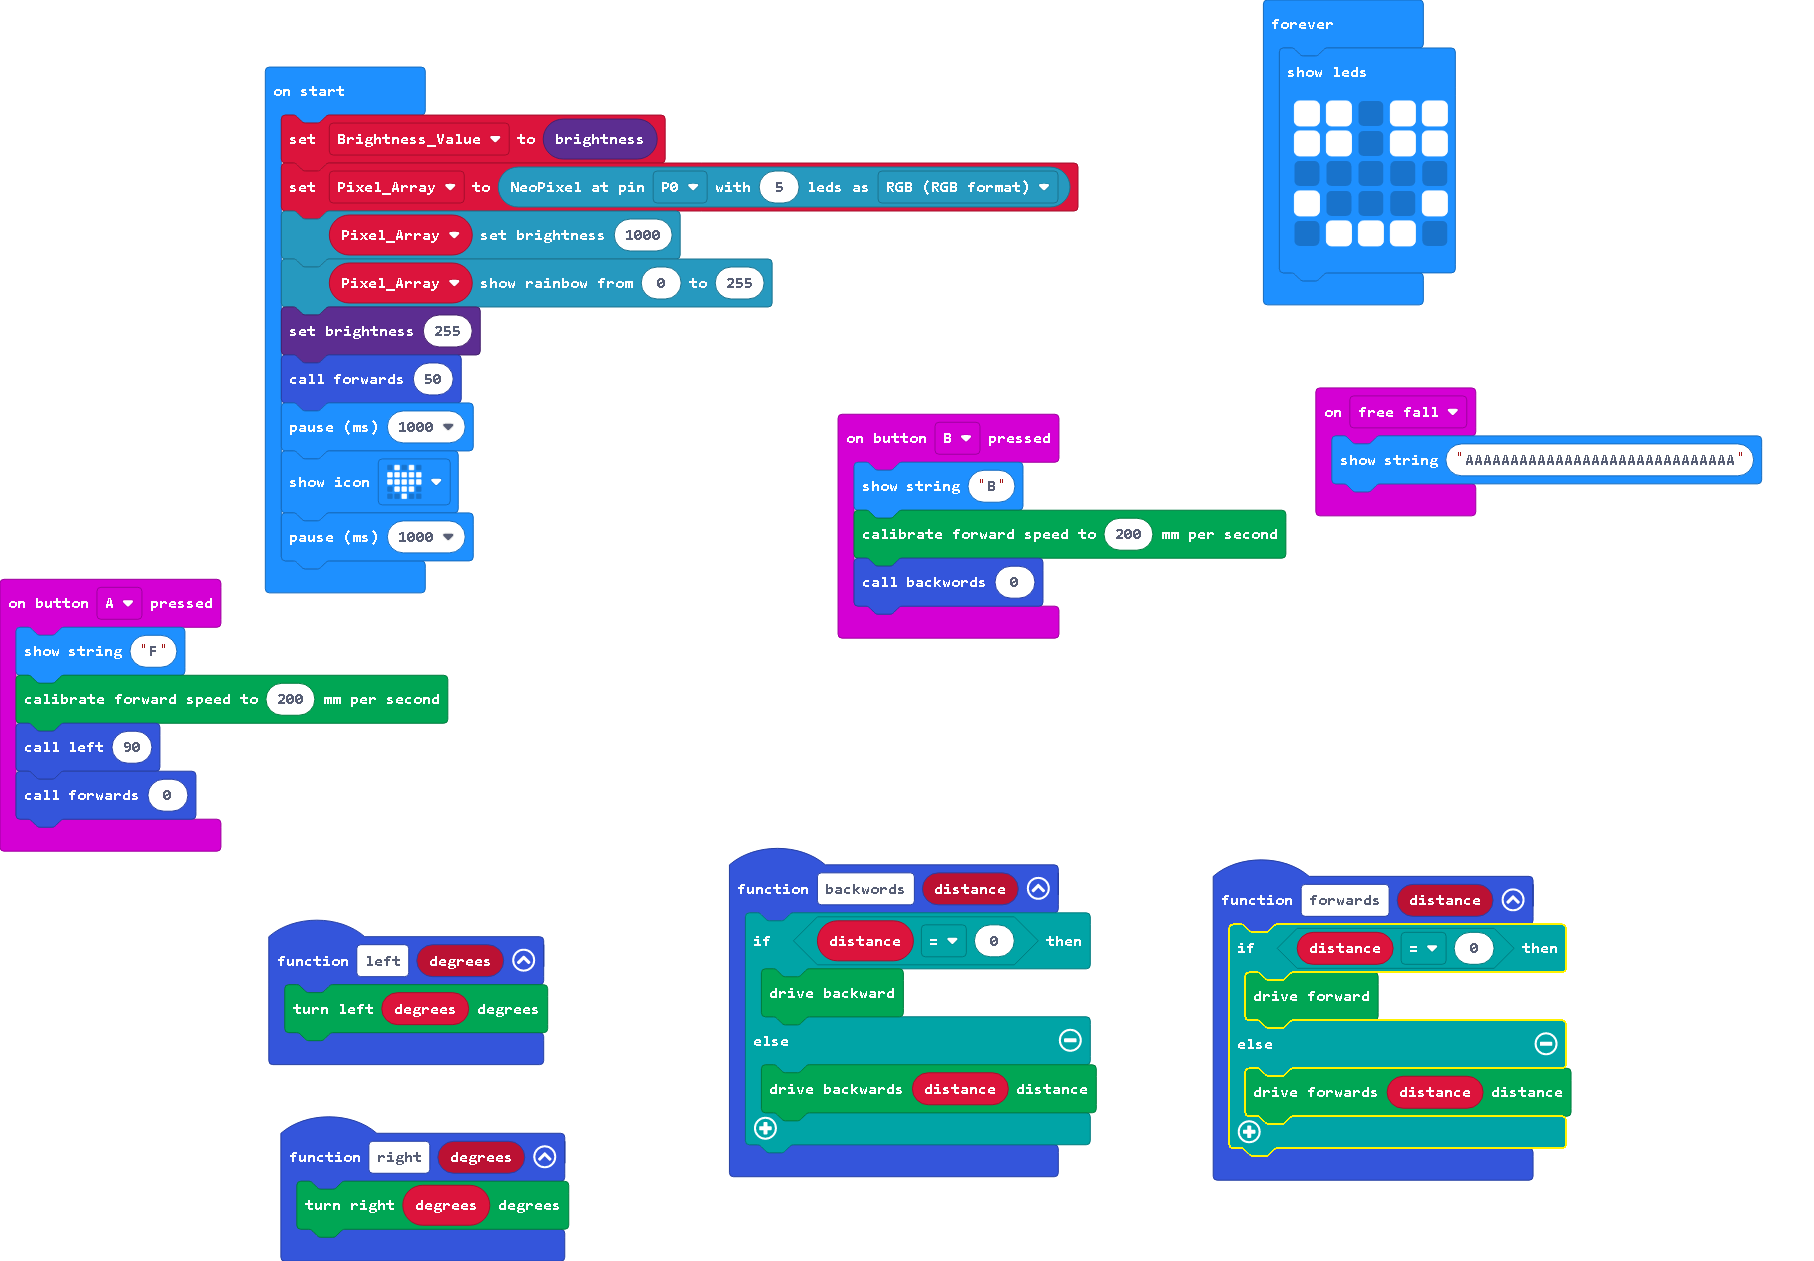 on start
set Brightness_Value to brightness
set Pixel_Array to NeoPixel at pin P0 with 5 leds as RGB (RGB format)
Pixel_Array set brightness 1000
Pixel_Array show rainbow from 0 to 255
set brightness 255
call forwards 50
pause (ms) 1000
show icon
pause (ms) 1000
forever
show leds
on button B pressed
show string "B"
calibrate forward speed to 200 mm per second
call backwords 0
on free fall
show string "AAAAAAAAAAAAAAAAAAAAAAAAAAAAAA"
on button A pressed
show string "F"
calibrate forward speed to 200 mm per second
call left 90
call forwards 0
function left degrees
turn left degrees degrees
function right degrees
turn right degrees degrees
function backwords distance
if distance = 0 then
drive backward
else
drive backwards distance distance
function forwards distance
if distance = 0 then
drive forward
else
drive forwards distance distance